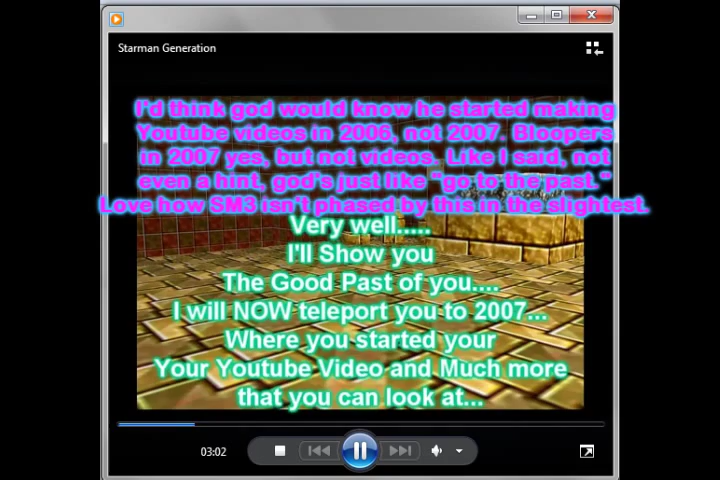 Starman Generation
I'd think god would know he started making
Youtube videos in 2006, not 2007. Bloopers
in 2007 yes, but not videos. Like I said, not
even a hint, god's just like "go to the past."
Love how SM3 isn't phased by this in the slightest.
Very well.....
I'll Show you
The Good Past of you....
I will NOW teleport you to 2007...
Where you started your
Your Youtube Video and Much more
that you can look at...
03:02